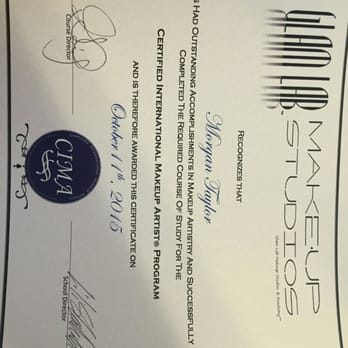 GLAM LAB
MAKE-UP
STUDIOS
Glam Lab Makeup Studios & Academy
RECOGNIZES THAT
Morgan Taylor
HAS HAD OUTSTANDING ACCOMPLISHMENTS IN MAKEUP ARTISTRY AND SUCCESSFULLY
COMPLETED THE REQUIRED COURSE OF STUDY FOR THE
CERTIFIED INTERNATIONAL MAKEUP ARTIST® PROGRAM
AND IS THEREFORE AWARDED THIS CERTIFICATE ON
October 11th, 2015
CIMA
Course Director
School Director